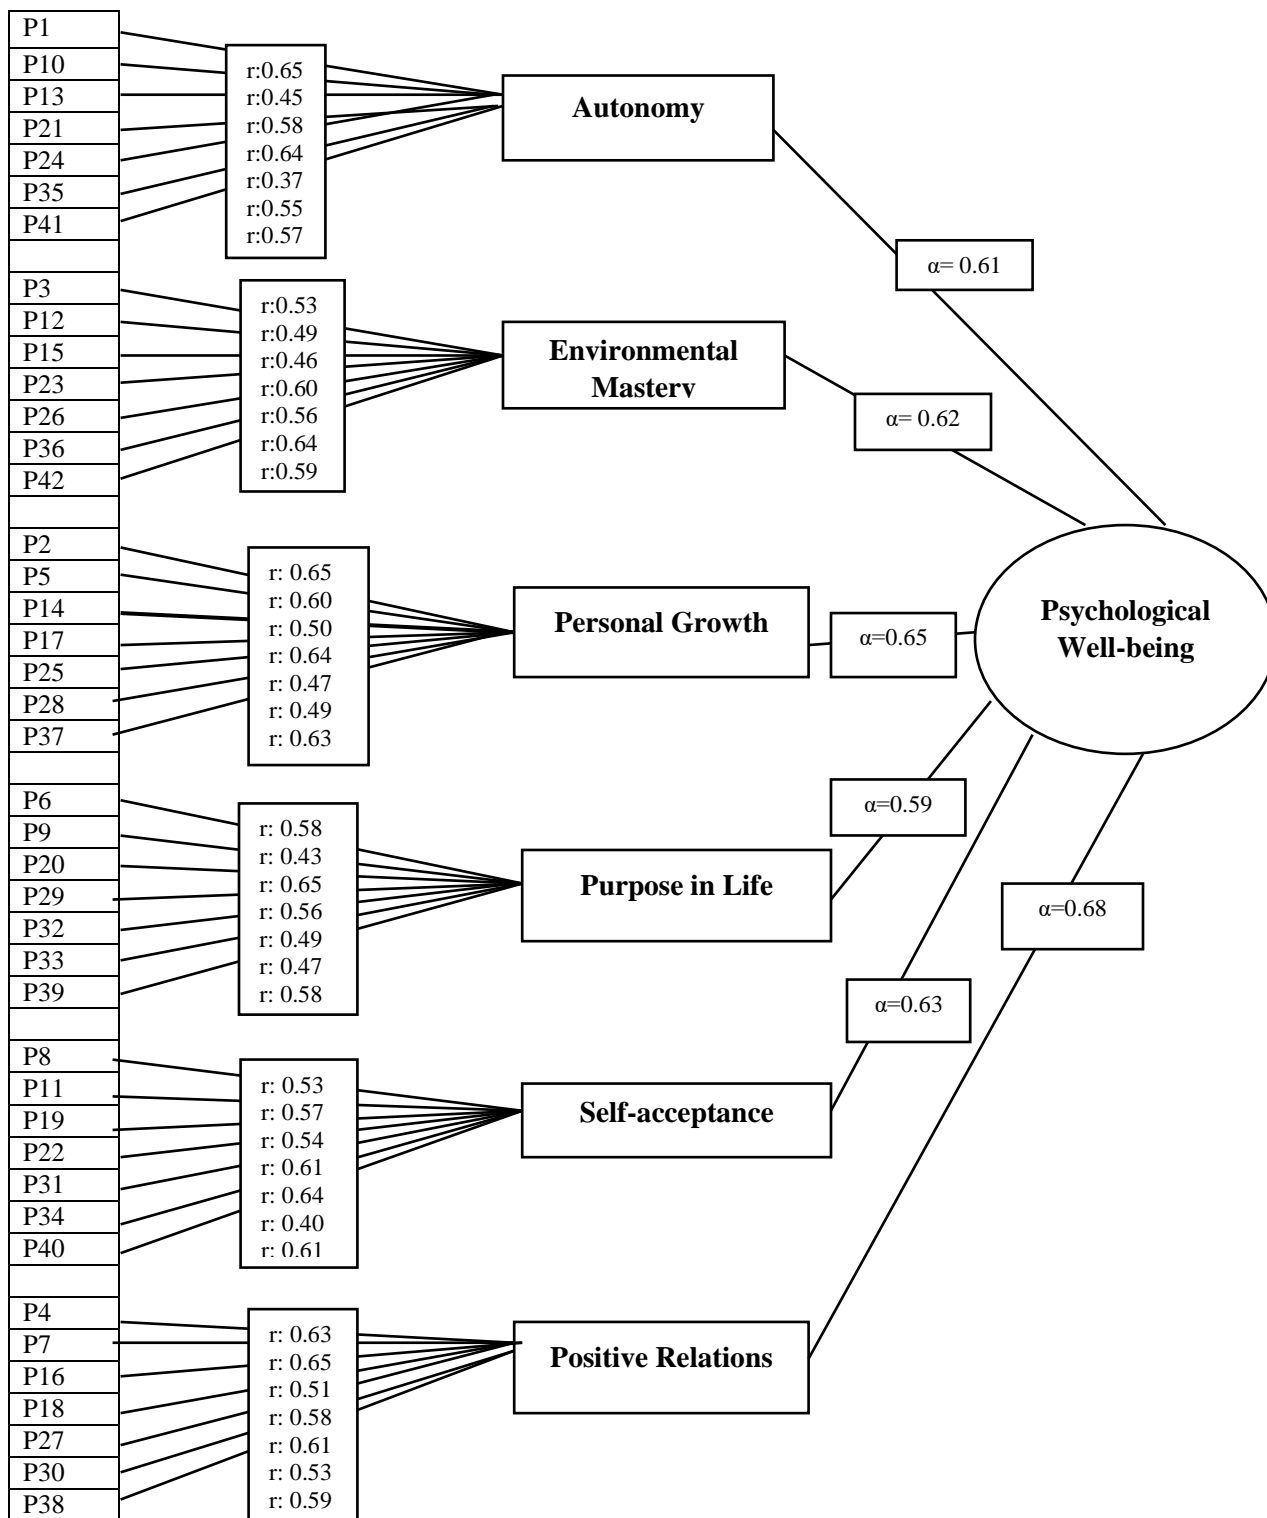 P1
P10
P13
P21
P24
P35
P41
r:0.65
r:0.45
r:0.58
r:0.64
r:0.37
r:0.55
r:0.57
Autonomy
α= 0.61
P3
P12
P15
P23
P26
P36
P42
r:0.53
r:0.49
r:0.46
r:0.60
r:0.56
r:0.64
r:0.59
Environmental
Mastery
α= 0.62
P2
P5
P14
P17
P25
P28
P37
r: 0.65
r: 0.60
r: 0.50
r: 0.64
r: 0.47
r: 0.49
r: 0.63
Personal Growth
α=0.65
Psychological
Well-being
P6
P9
P20
P29
P32
P33
P39
r: 0.58
r: 0.43
r: 0.65
r: 0.56
r: 0.49
r: 0.47
r: 0.58
Purpose in Life
α=0.59
P8
P11
P19
P22
P31
P34
P40
r: 0.53
r: 0.57
r: 0.54
r: 0.61
r: 0.64
r: 0.40
r: 0.61
Self-acceptance
α=0.63
P4
P7
P16
P18
P27
P30
P38
r: 0.63
r: 0.65
r: 0.51
r: 0.58
r: 0.61
r: 0.53
r: 0.59
Positive Relations
α=0.68